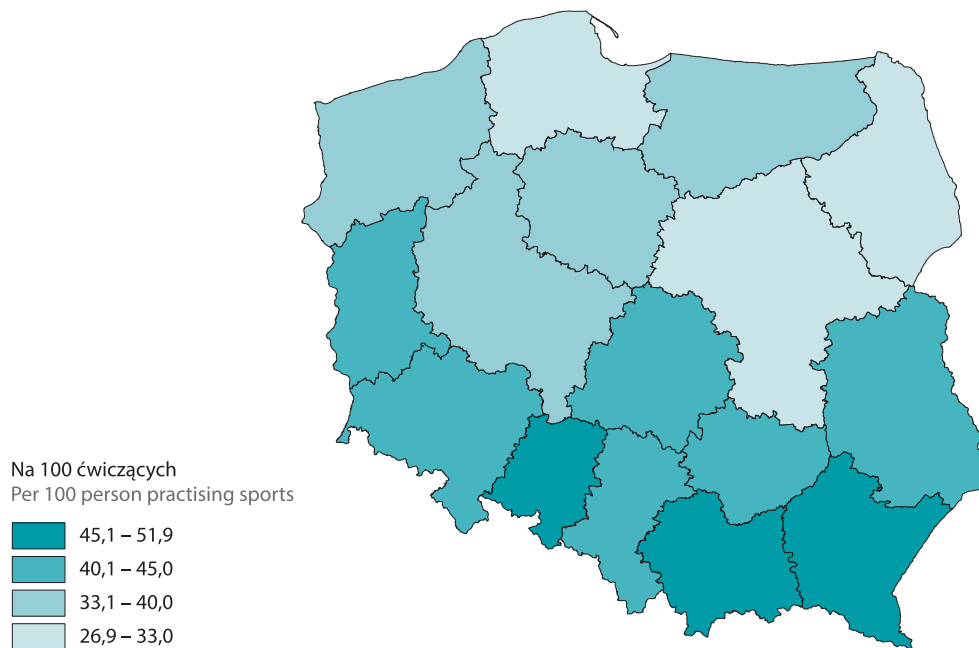 Na 100 ćwiczących
Per 100 person practising sports
45,1 – 51,9
40,1 – 45,0
33,1 – 40,0
26,9 – 33,0